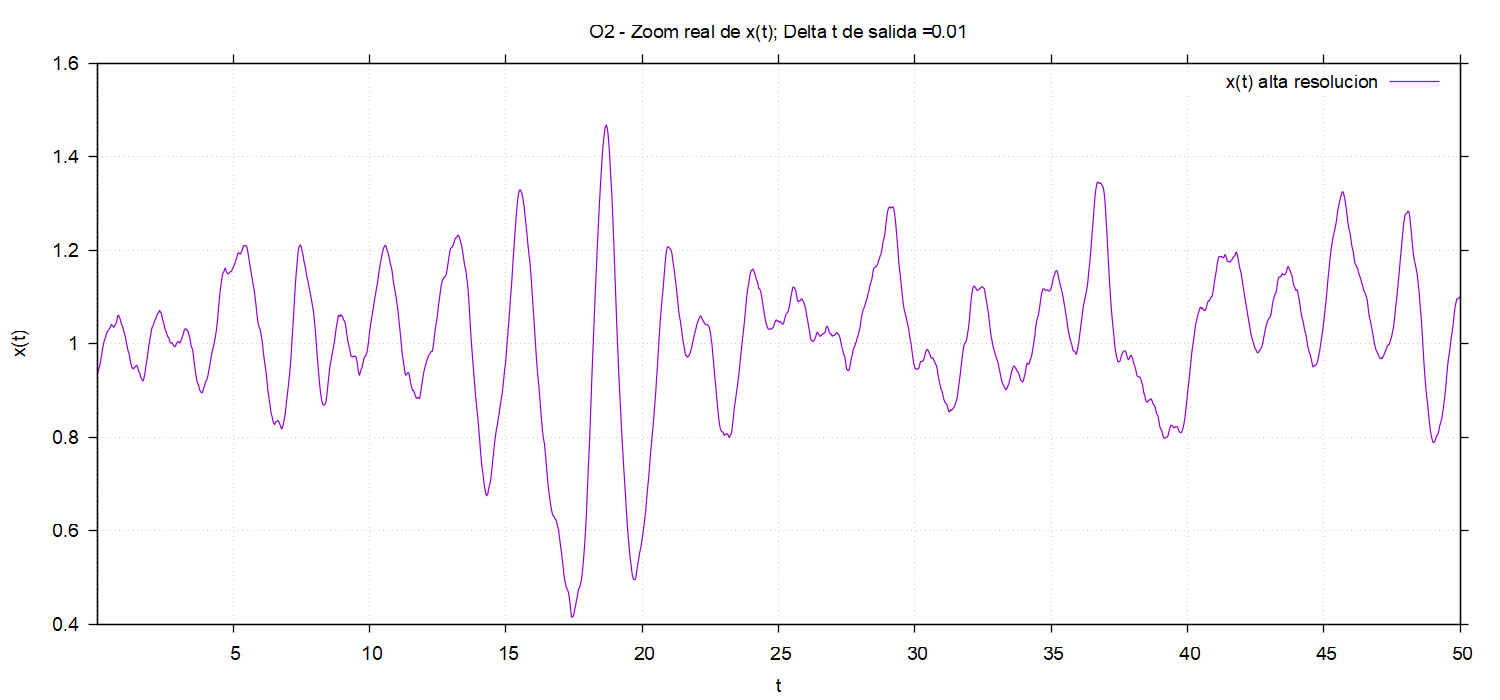 O2 - Zoom real de x(t); Delta t de salida =0.01
x(t) alta resolucion
1.6
1.4
1.2
1
0.8
0.6
0.4
x(t)
5 10 15 20 25 30 35 40 45 50
t